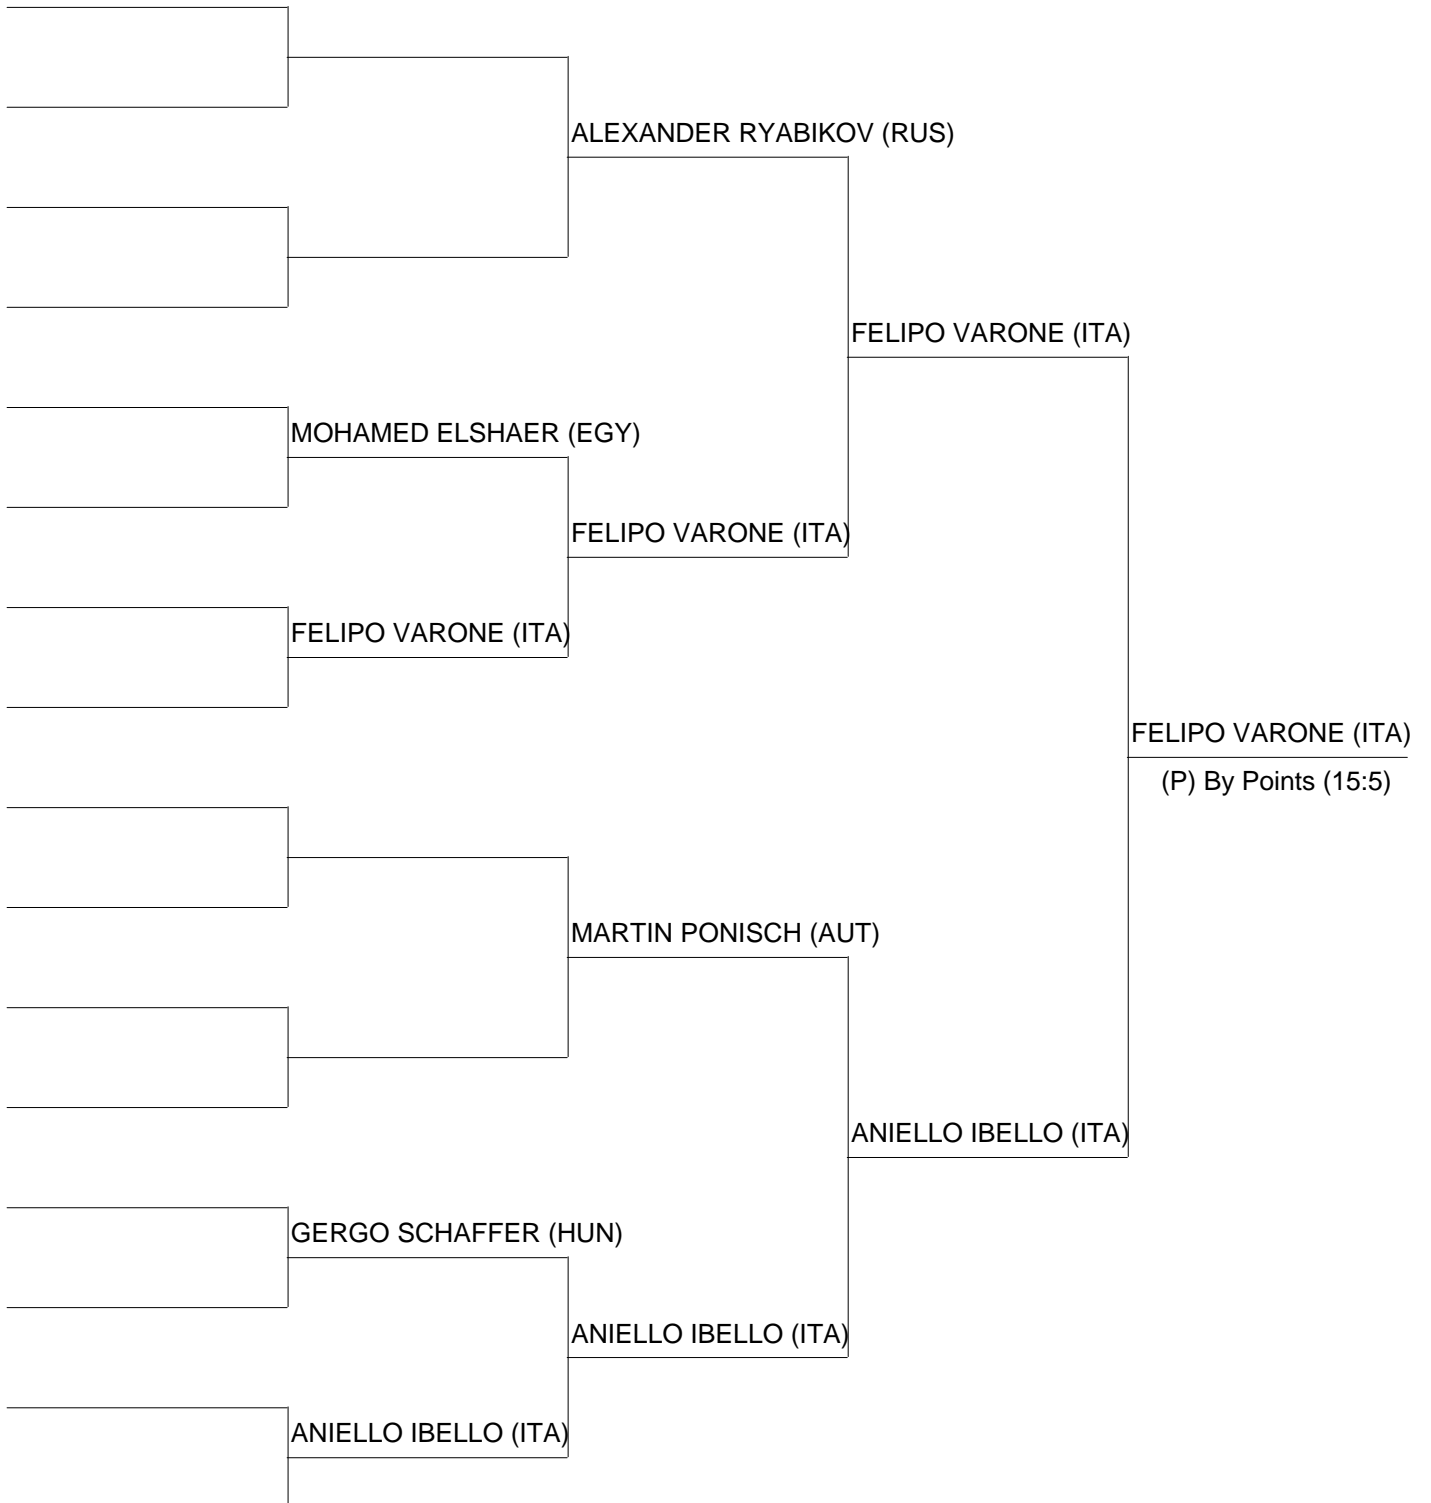 ALEXANDER RYABIKOV (RUS)
FELIPO VARONE (ITA)
MOHAMED ELSHAER (EGY)
FELIPO VARONE (ITA)
FELIPO VARONE (ITA)
FELIPO VARONE (ITA)
(P) By Points (15:5)
MARTIN PONISCH (AUT)
ANIELLO IBELLO (ITA)
GERGO SCHAFFER (HUN)
ANIELLO IBELLO (ITA)
ANIELLO IBELLO (ITA)